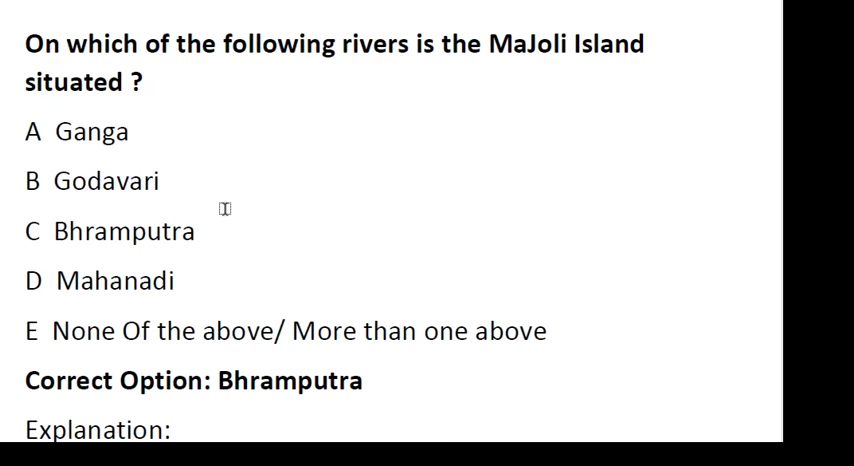 On which of the following rivers is the MaJoli Island
situated ?
A  Ganga
B  Godavari
C  Bhramputra
D  Mahanadi
E  None Of the above/ More than one above
Correct Option: Bhramputra
Explanation: